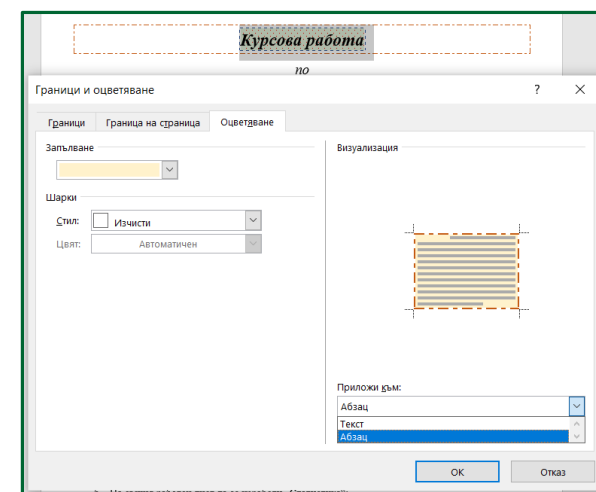 Курсова работа
по
Граници и оцветяване ? ×
Граници Граница на страница Оцветяване
Запълване
Визуализация
Шарки
Стил: Изчисти
Цвят: Автоматичен
Приложи към:
Абзац
Текст
Абзац
ОК Отказ